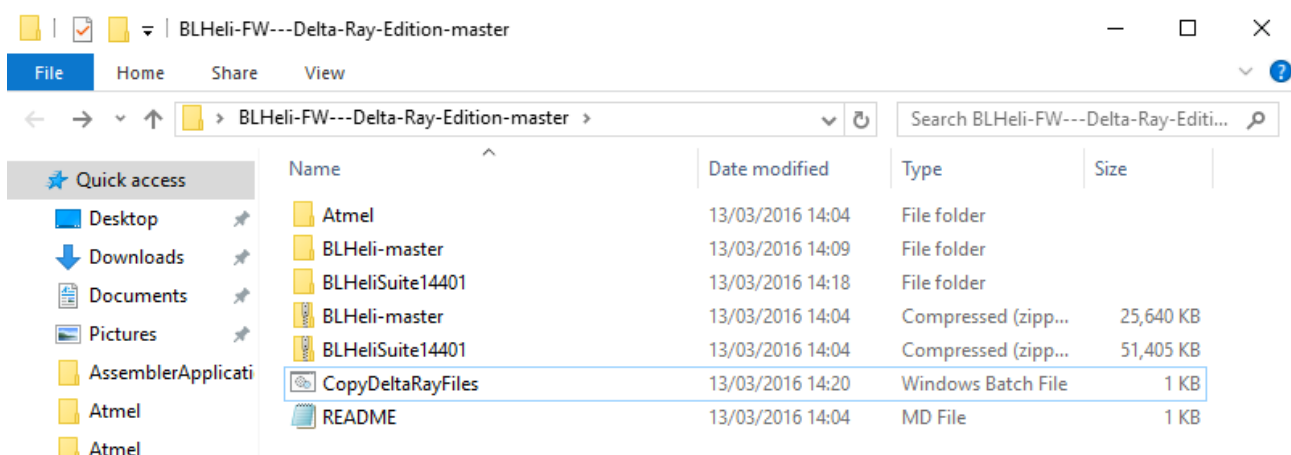 BLHeli-FW---Delta-Ray-Edition-master
File Home Share View
BLHeli-FW---Delta-Ray-Edition-master
Search BLHeli-FW---Delta-Ray-Editi...
Quick access
Desktop
Downloads
Documents
Pictures
AssemblerApplicati
Atmel
Atmel
Name Date modified Type Size
Atmel 13/03/2016 14:04 File folder
BLHeli-master 13/03/2016 14:09 File folder
BLHeliSuite14401 13/03/2016 14:18 File folder
BLHeli-master 13/03/2016 14:04 Compressed (zipp... 25,640 KB
BLHeliSuite14401 13/03/2016 14:04 Compressed (zipp... 51,405 KB
CopyDeltaRayFiles 13/03/2016 14:20 Windows Batch File 1 KB
README 13/03/2016 14:04 MD File 1 KB